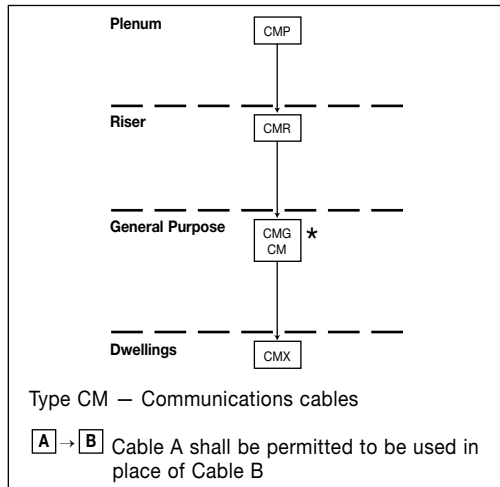 Plenum
CMP
Riser
CMR
General Purpose
CMG
CM
*
Dwellings
CMX
Type CM — Communications cables
A → B Cable A shall be permitted to be used in
place of Cable B